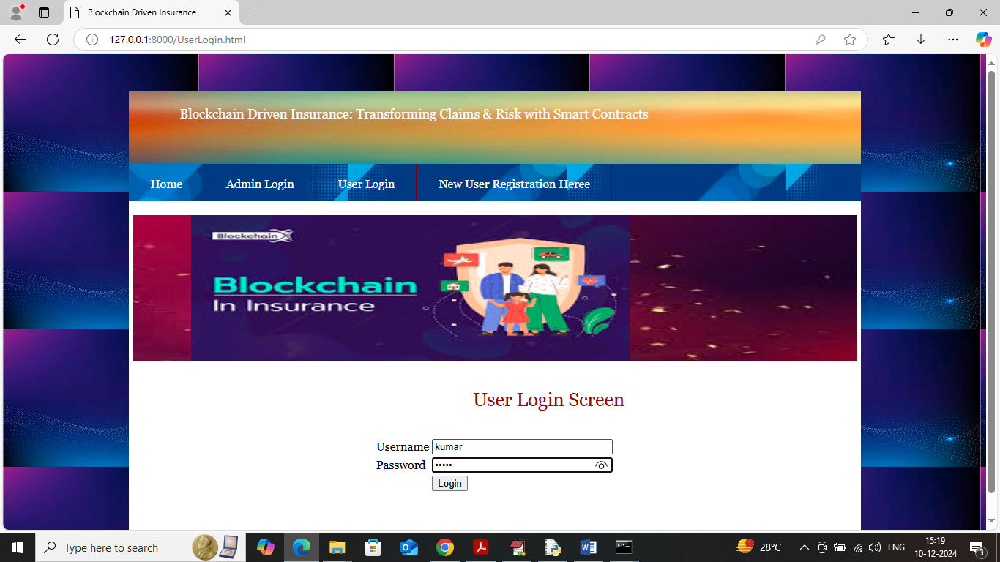 Blockchain Driven Insurance
127.0.0.1:8000/UserLogin.html
Blockchain Driven Insurance: Transforming Claims & Risk with Smart Contracts
Home Admin Login User Login New User Registration Heree
Blockchain
Blockchain
In Insurance
User Login Screen
Username kumar
Password •••••
Login
Type here to search
1
28°C
ENG
15:19
10-12-2024
3